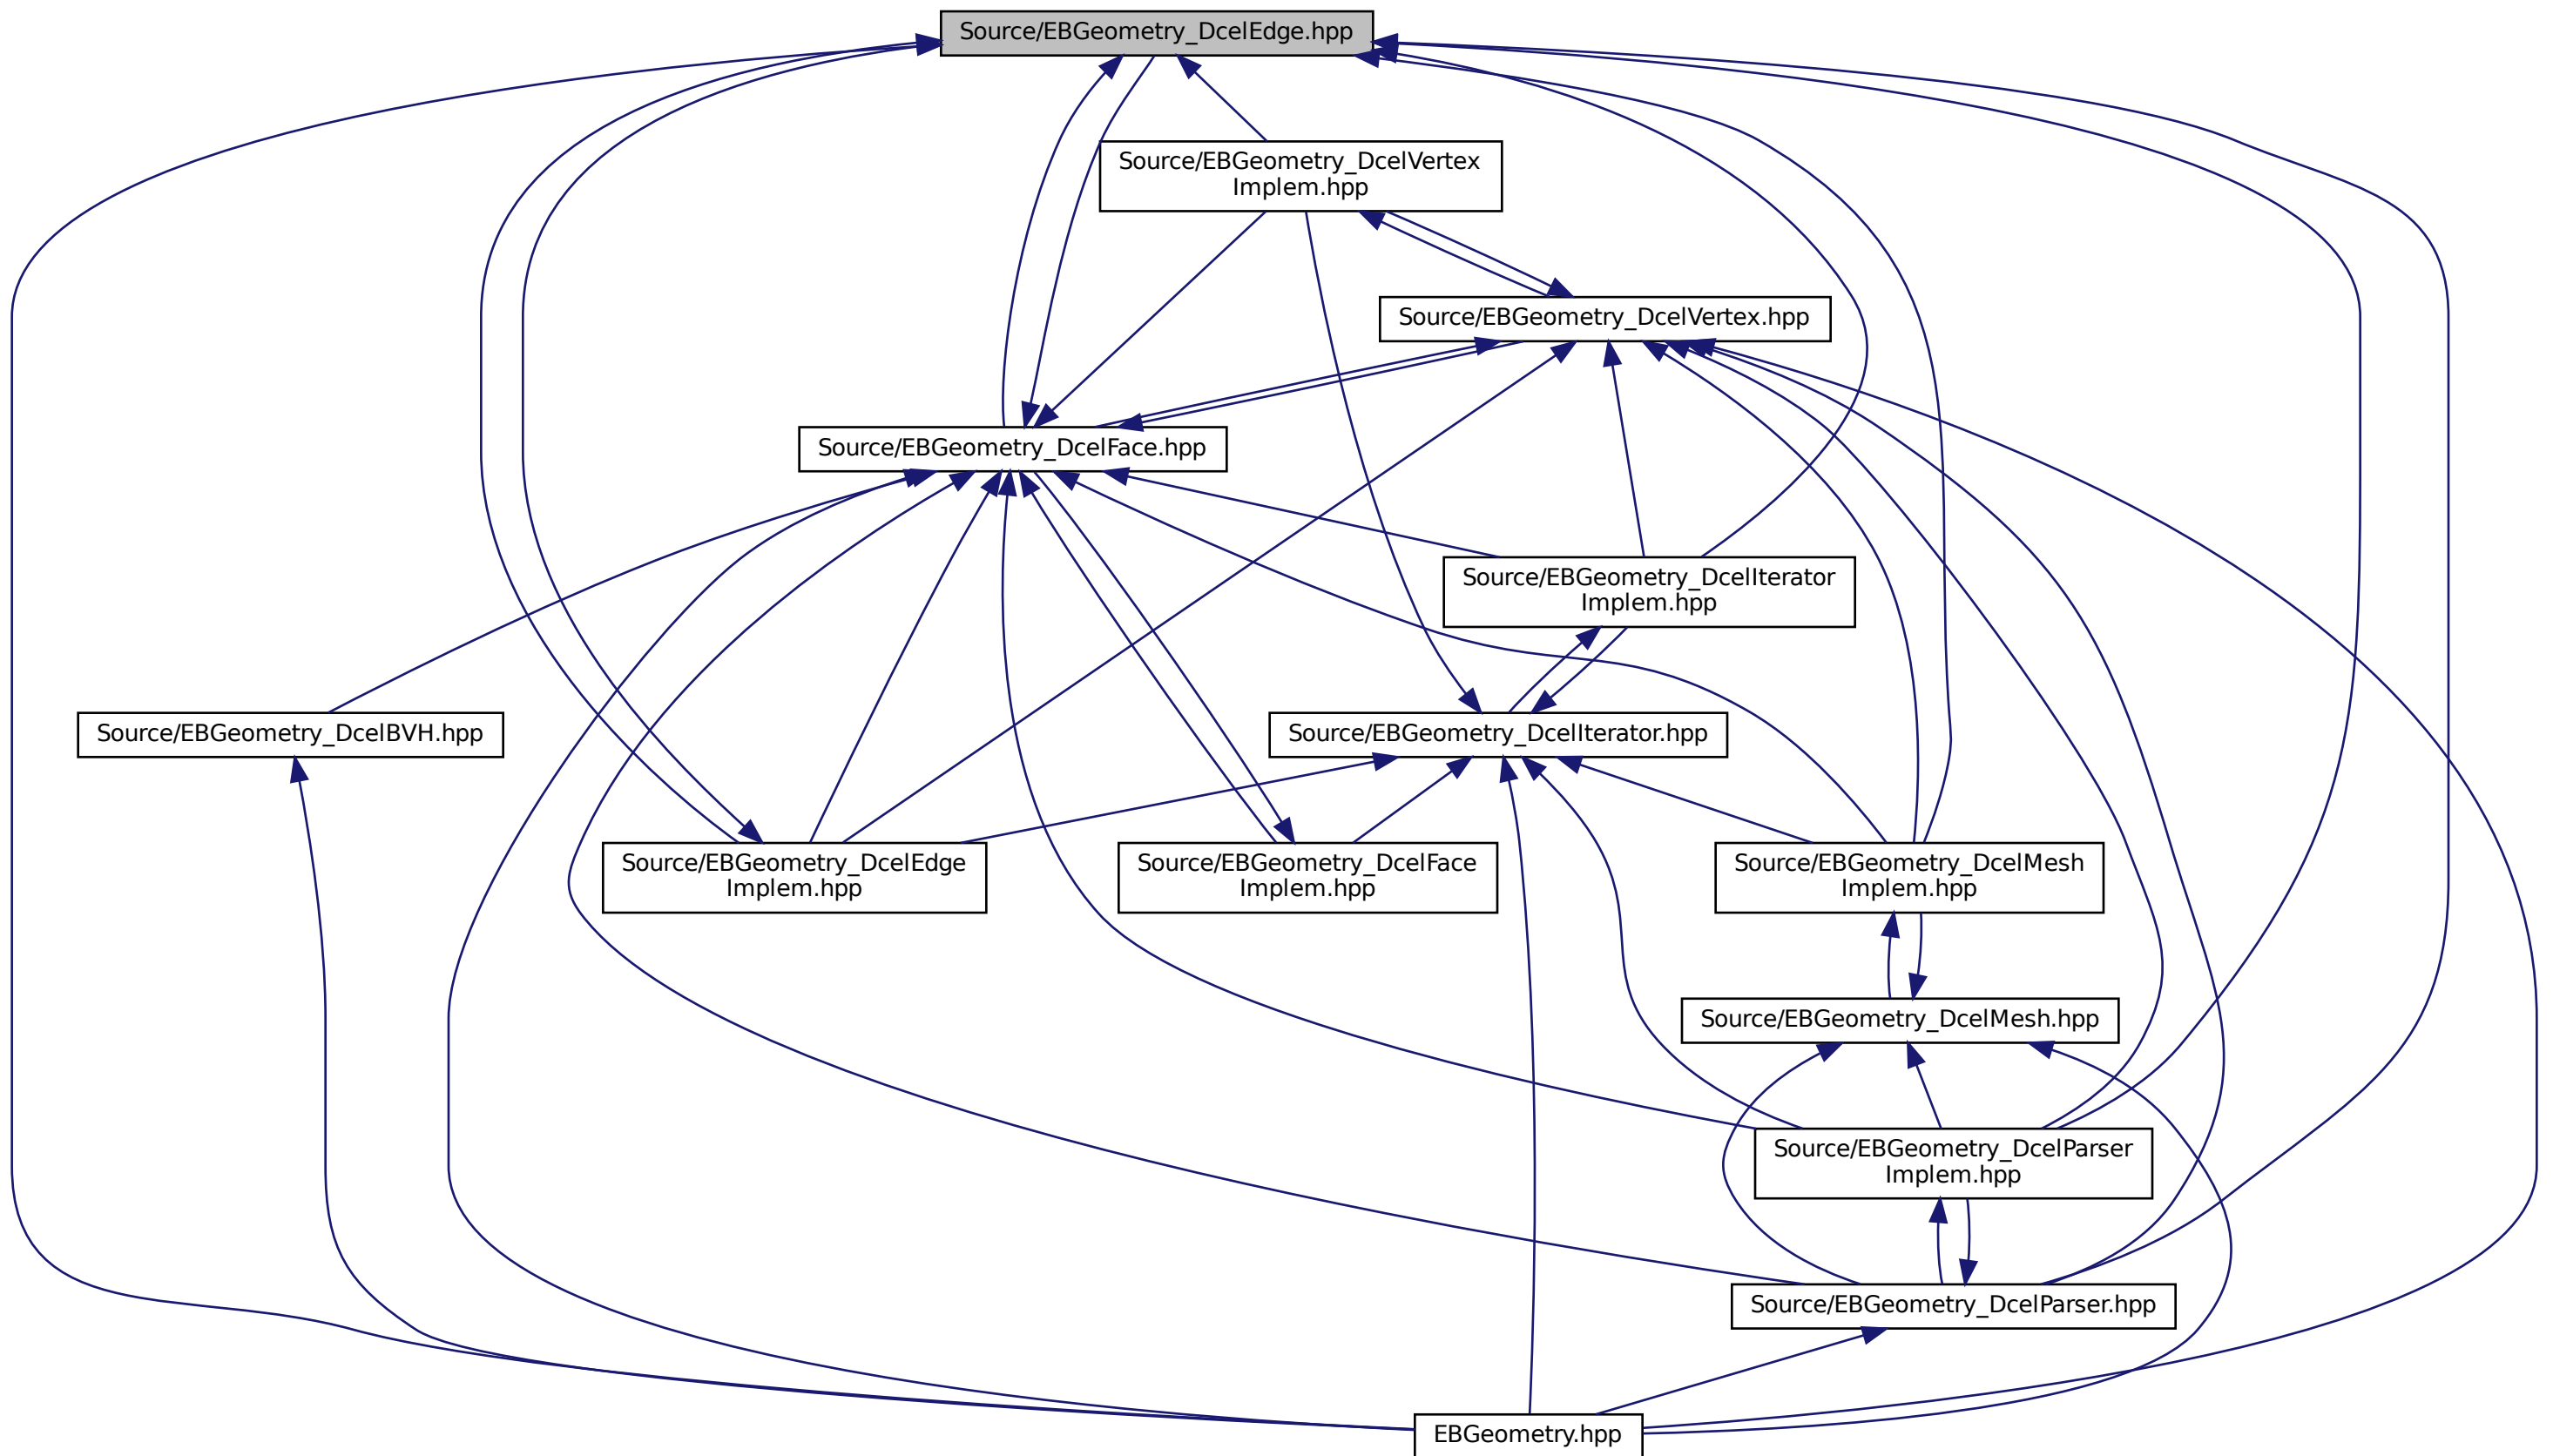 Source/EBGeometry_DcelEdge.hpp
Source/EBGeometry_DcelVertex
Implem.hpp
Source/EBGeometry_DcelVertex.hpp
Source/EBGeometry_DcelFace.hpp
Source/EBGeometry_DcelIterator
Implem.hpp
Source/EBGeometry_DcelBVH.hpp
Source/EBGeometry_DcelIterator.hpp
Source/EBGeometry_DcelEdge
Implem.hpp
Source/EBGeometry_DcelFace
Implem.hpp
Source/EBGeometry_DcelMesh
Implem.hpp
Source/EBGeometry_DcelMesh.hpp
Source/EBGeometry_DcelParser
Implem.hpp
Source/EBGeometry_DcelParser.hpp
EBGeometry.hpp